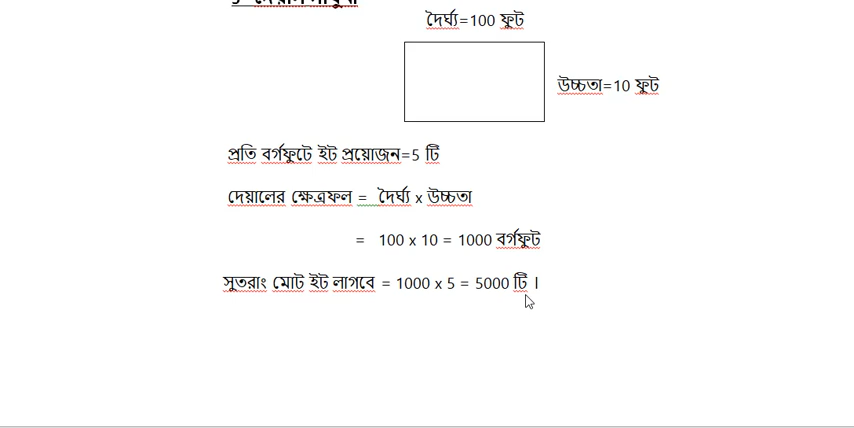 দৈর্ঘ্য=100 ফুট
উচ্চতা=10 ফুট
প্রতি বর্গফুটে ইট প্রয়োজন=5 টি
দেয়ালের ক্ষেত্রফল = দৈর্ঘ্য x উচ্চতা
= 100 x 10 = 1000 বর্গফুট
সুতরাং মোট ইট লাগবে = 1000 x 5 = 5000 টি ।